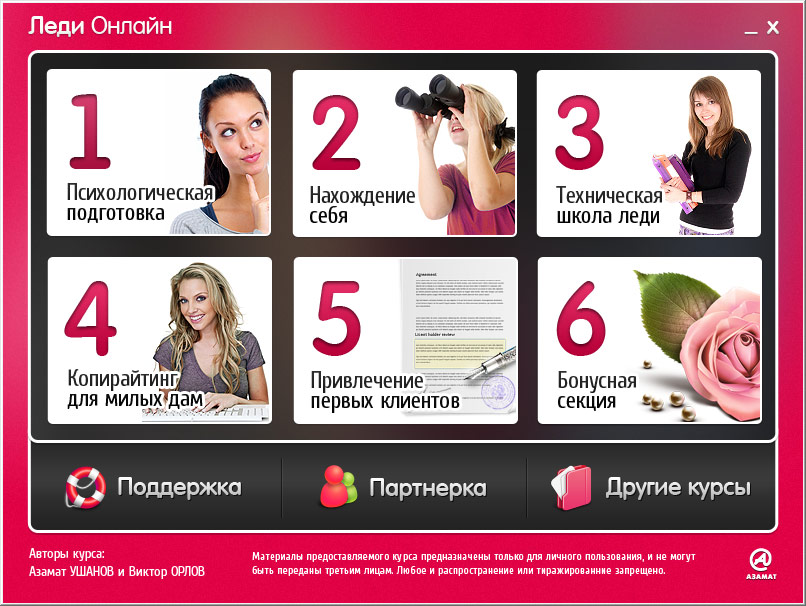 Леди Онлайн
1
Психологическая
подготовка
2
Нахождение
себя
3
Техническая
школа леди
4
Копирайтинг
для милых дам
5
Agreement
Привлечение
первых клиентов
6
Бонусная
секция
Поддержка
Партнерка
Другие курсы
Авторы курса:
Азамат УШАНОВ и Виктор ОРЛОВ
Материалы предоставляемого курса предназначены только для личного пользования, и не могут
быть переданы третьим лицам. Любое и распространение или тиражированние запрещено.
АЗАМАТ